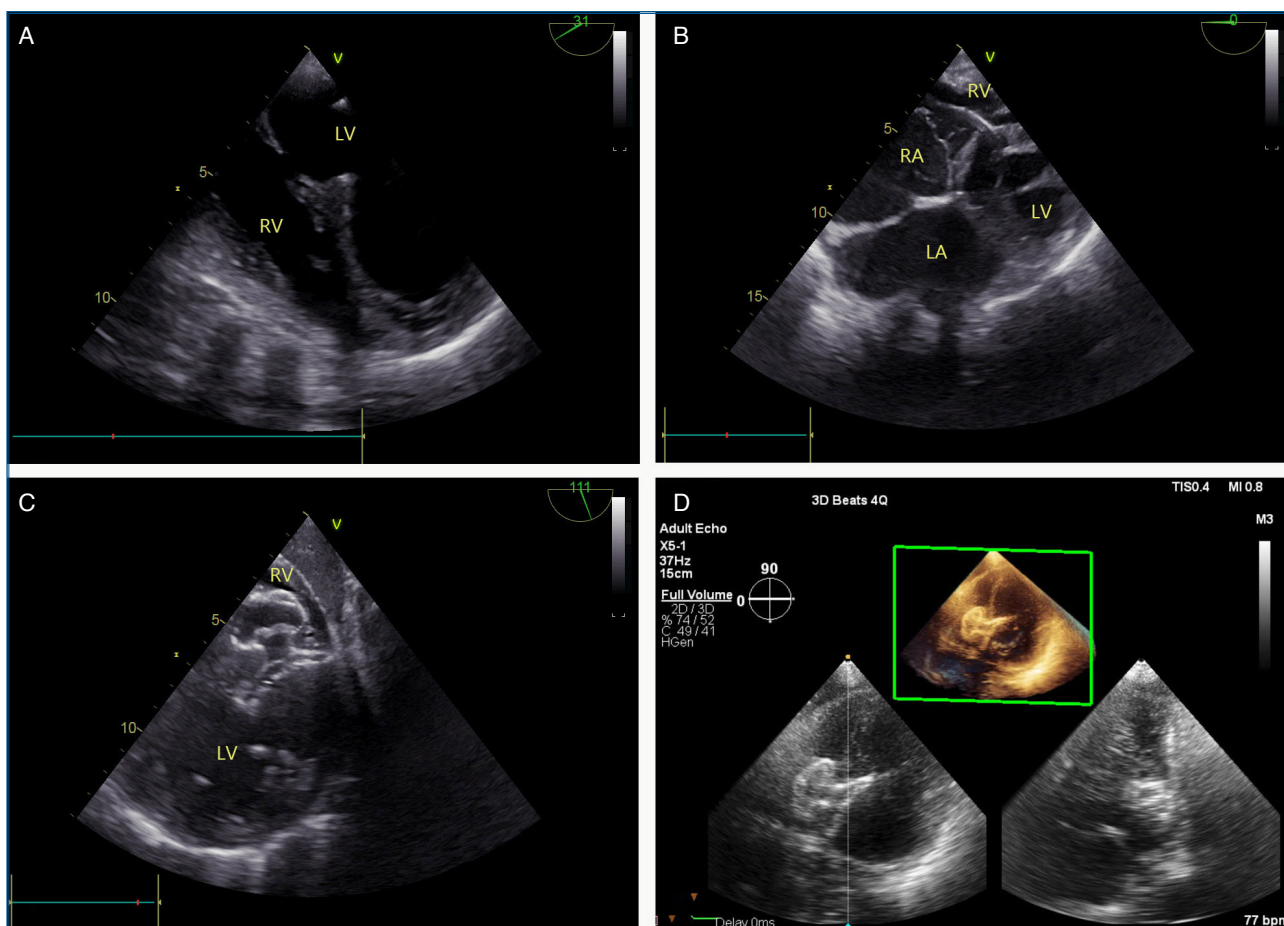 A
31
V
LV
5
RV
10
B
0
V
RV
5
RA
10
LV
LA
15
C
111
V
RV
5
10
LV
D
3D Beats 4Q
TIS0.4 MI 0.8
M3
Adult Echo
X5-1
37Hz
15cm
Full Volume
2D / 3D
% 74 / 52
C 49 / 41
HGen
90
0
Delay 0ms
77 bpm